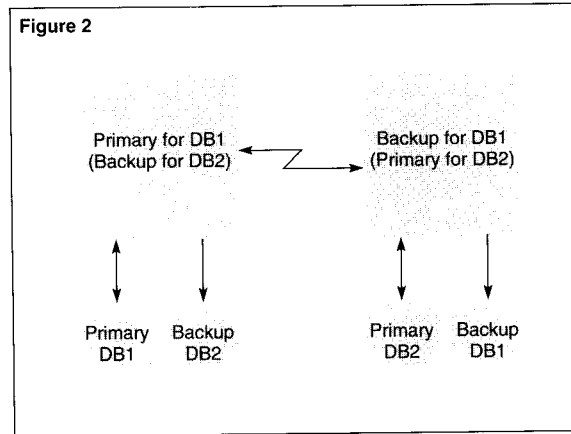 Figure 2
Primary for DB1
(Backup for DB2)
Backup for DB1
(Primary for DB2)
Primary
DB1
Backup
DB2
Primary
DB2
Backup
DB1